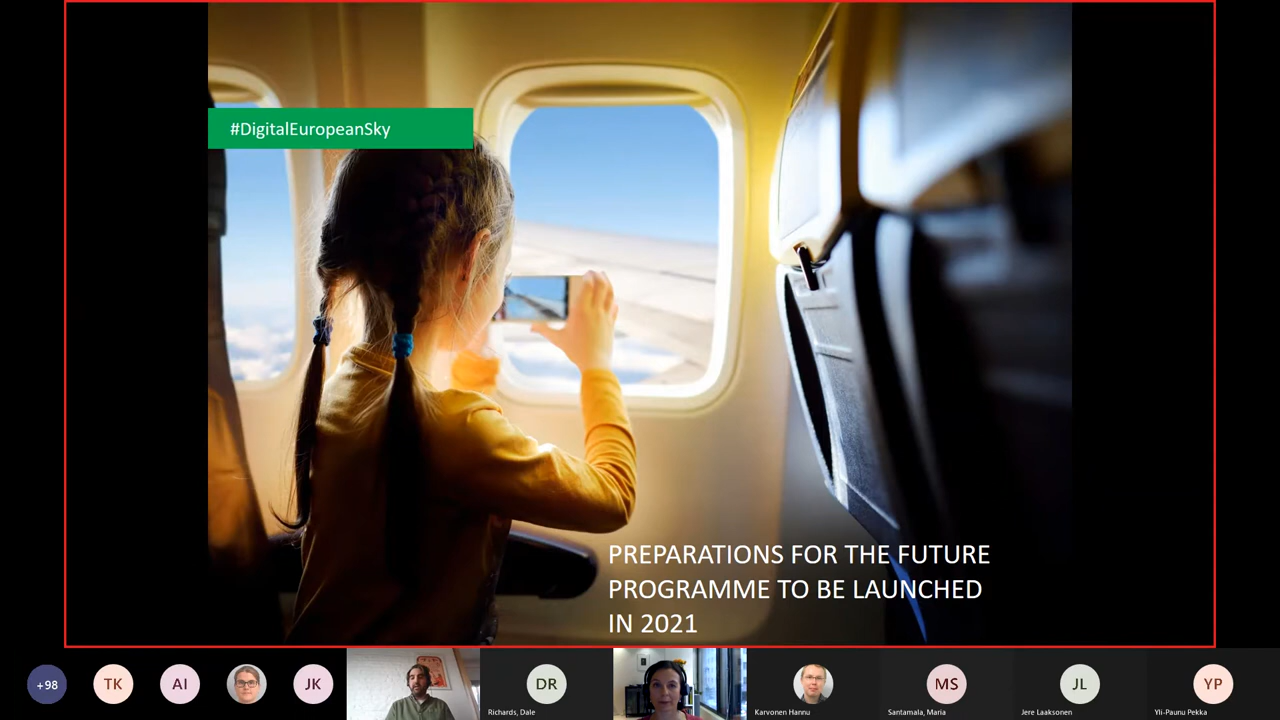 #DigitalEuropeanSky
PREPARATIONS FOR THE FUTURE
PROGRAMME TO BE LAUNCHED
IN 2021
+98
TK
AI
JK
DR
MS
JL
YP
Richards, Dale
Karvonen Hannu
Santamala, Maria
Jere Laaksonen
Yli-Paunu Pekka